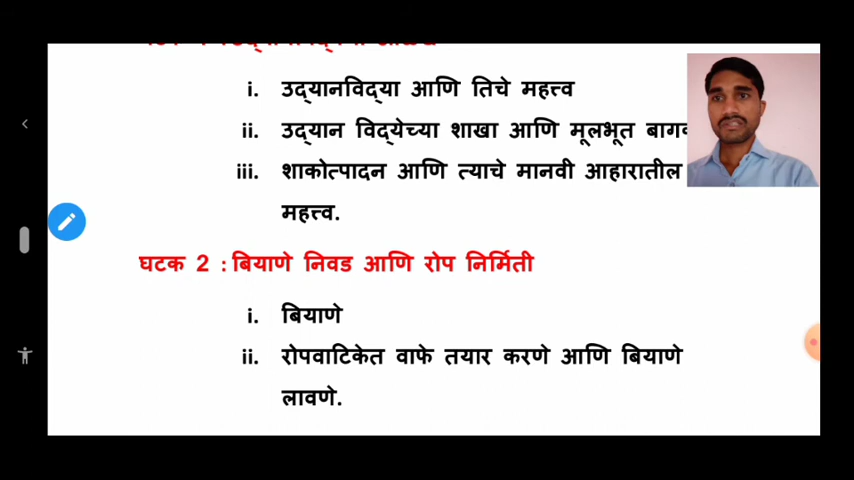 i. उद्यानविद्या आणि तिचे महत्त्व
ii. उद्यान विद्येच्या शाखा आणि मूलभूत
iii. शाकोत्पादन आणि त्याचे मानवी आहारातील
महत्त्व.
घटक 2 : बियाणे निवड आणि रोप निर्मिती
i. बियाणे
ii. रोपवाटिकेत वाफे तयार करणे आणि बियाणे
लावणे.